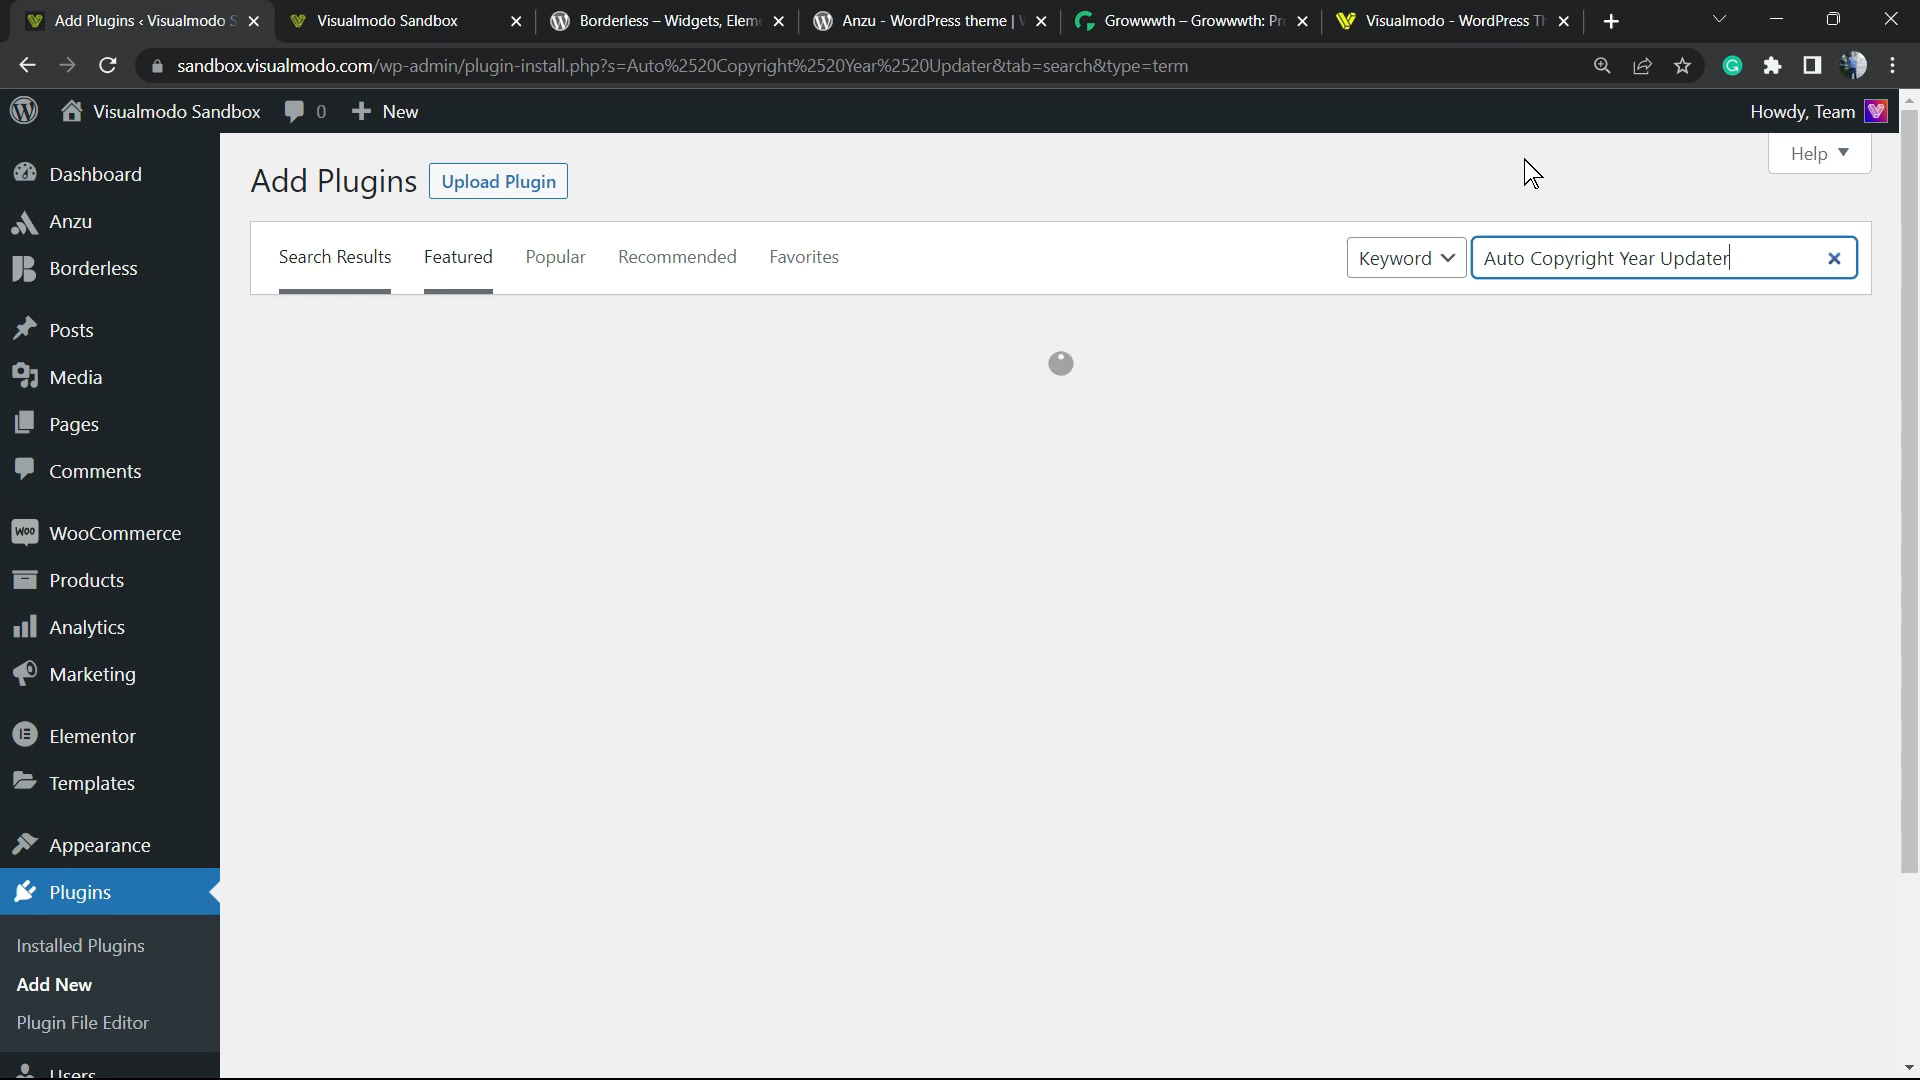 Add Plugins ‹ Visualmodo S
Visualmodo Sandbox
Borderless – Widgets, Elem
Anzu - WordPress theme |
Growwwth – Growwwth: Pr
Visualmodo - WordPress Th
sandbox.visualmodo.com/wp-admin/plugin-install.php?s=Auto%2520Copyright%2520Year%2520Updater&tab=search&type=term
Visualmodo Sandbox
0
New
Howdy, Team
Dashboard
Anzu
Borderless
Posts
Media
Pages
Comments
WooCommerce
Products
Analytics
Marketing
Elementor
Templates
Appearance
Plugins
Installed Plugins
Add New
Plugin File Editor
Users
Help
Add Plugins
Upload Plugin
Search Results
Featured
Popular
Recommended
Favorites
Keyword
Auto Copyright Year Updater